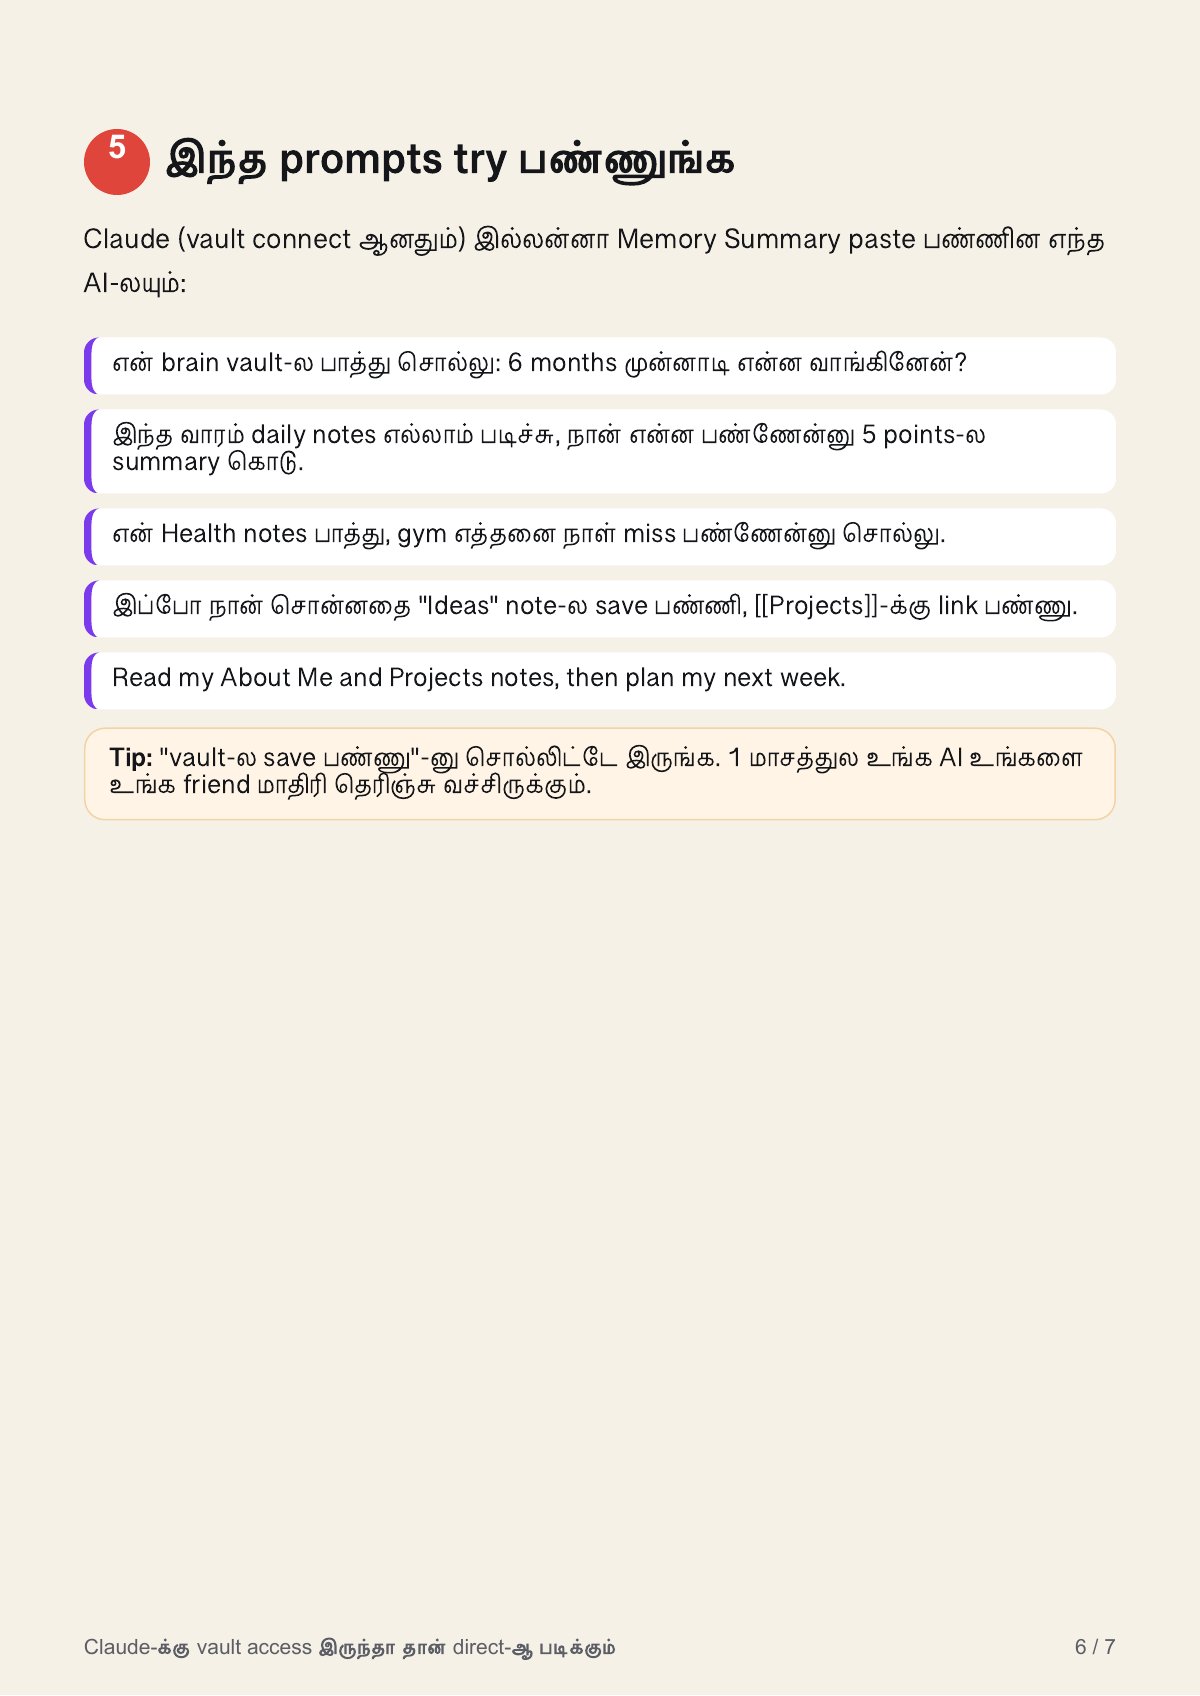 5
இந்த prompts try பண்ணுங்க
Claude (vault connect ஆனதும்) இல்லன்னா Memory Summary paste பண்ணின எந்த
AI-லயும்:
என் brain vault-ல பாத்து சொல்லு: 6 months முன்னாடி என்ன வாங்கினேன்?
இந்த வாரம் daily notes எல்லாம் படிச்சு, நான் என்ன பண்ணேன்னு 5 points-ல
summary கொடு.
என் Health notes பாத்து, gym எத்தனை நாள் miss பண்ணேன்னு சொல்லு.
இப்போ நான் சொன்னதை "Ideas" note-ல save பண்ணி, [[Projects]]-க்கு link பண்ணு.
Read my About Me and Projects notes, then plan my next week.
Tip: "vault-ல save பண்ணு"-னு சொல்லிட்டே இருங்க. 1 மாசத்துல உங்க AI உங்களை
உங்க friend மாதிரி தெரிஞ்சு வச்சிருக்கும்.
Claude-க்கு vault access இருந்தா தான் direct-ஆ படிக்கும்
6 / 7